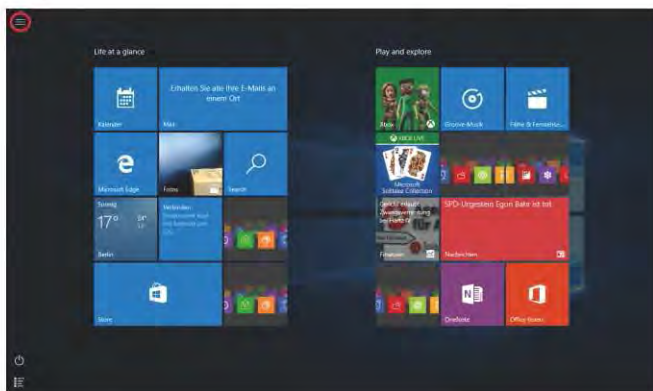 Life at a glance
Play and explore
Kalender
Erhalten Sie alle Ihre E-Mails an
einem Ort
Mail
Xbox
Groove-Musik
Filme & Fernsehse...
Microsoft Edge
Fotos
Search
XBOX LIVE
Microsoft
Solitaire Collection
Sonnig
17°
Berlin
Verbinden
SPD-Urgestein Egon Bahr ist tot
Finanzen
Nachrichten
Store
OneNote
Office holen